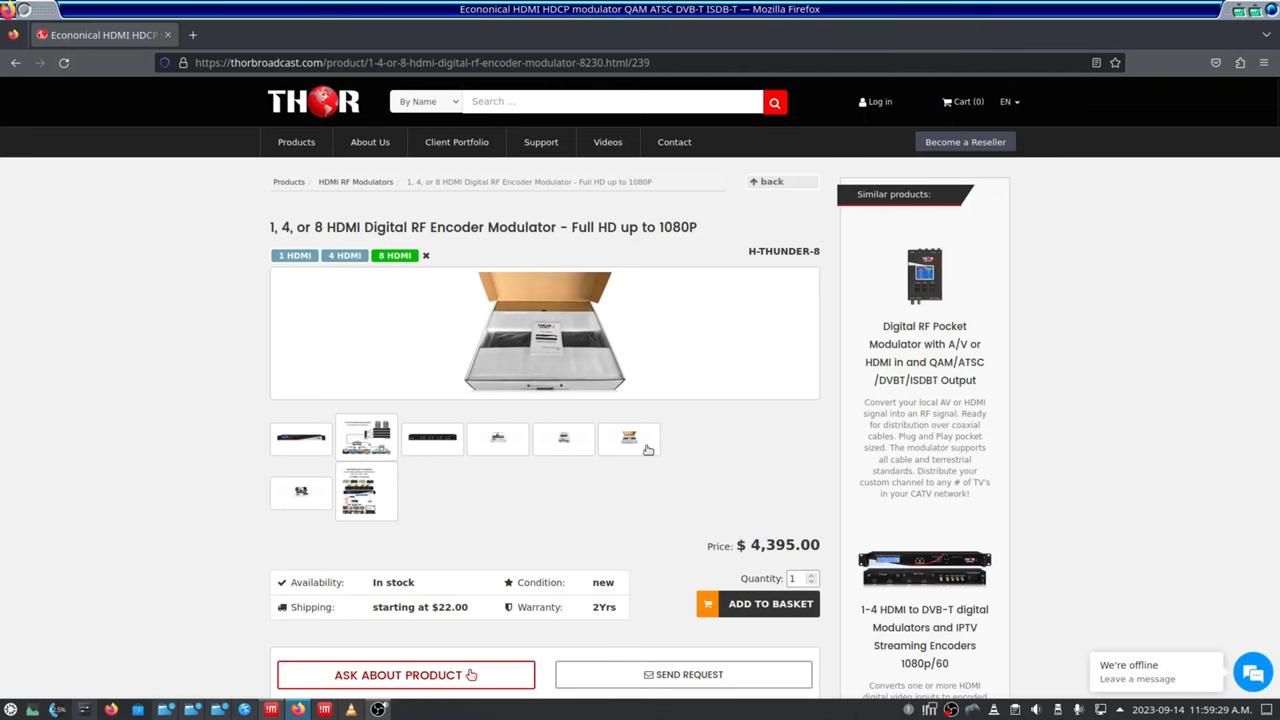 Econonical HDMI HDCP modulator QAM ATSC DVB-T ISDB-T — Mozilla Firefox
Econonical HDMI HDCP
https://thorbroadcast.com/product/1-4-or-8-hdmi-digital-rf-encoder-modulator-8230.html/239
THOR
By Name
Search ...
Log in
Cart (0)
EN
Products
About Us
Client Portfolio
Support
Videos
Contact
Become a Reseller
Products / HDMI RF Modulators / 1, 4, or 8 HDMI Digital RF Encoder Modulator - Full HD up to 1080P
back
Similar products:
1, 4, or 8 HDMI Digital RF Encoder Modulator - Full HD up to 1080P
1 HDMI
4 HDMI
8 HDMI
H-THUNDER-8
Digital RF Pocket
Modulator with A/V or
HDMI in and QAM/ATSC
/DVBT/ISDBT Output
Convert your local AV or HDMI
signal into an RF signal. Ready
for distribution over coaxial
cables. Plug and Play pocket
sized. The modulator supports
all cable and terrestrial
standards. Distribute your
custom channel to any # of TV's
in your CATV network!
Price: $ 4,395.00
Availability: In stock
Condition: new
Quantity: 1
Shipping: starting at $22.00
Warranty: 2Yrs
ADD TO BASKET
1-4 HDMI to DVB-T digital
Modulators and IPTV
Streaming Encoders
1080p/60
Converts one or more HDMI
digital video inputs to encoded
ASK ABOUT PRODUCT
SEND REQUEST
We're offline
Leave a message
2023-09-14 11:59:29 A.M.